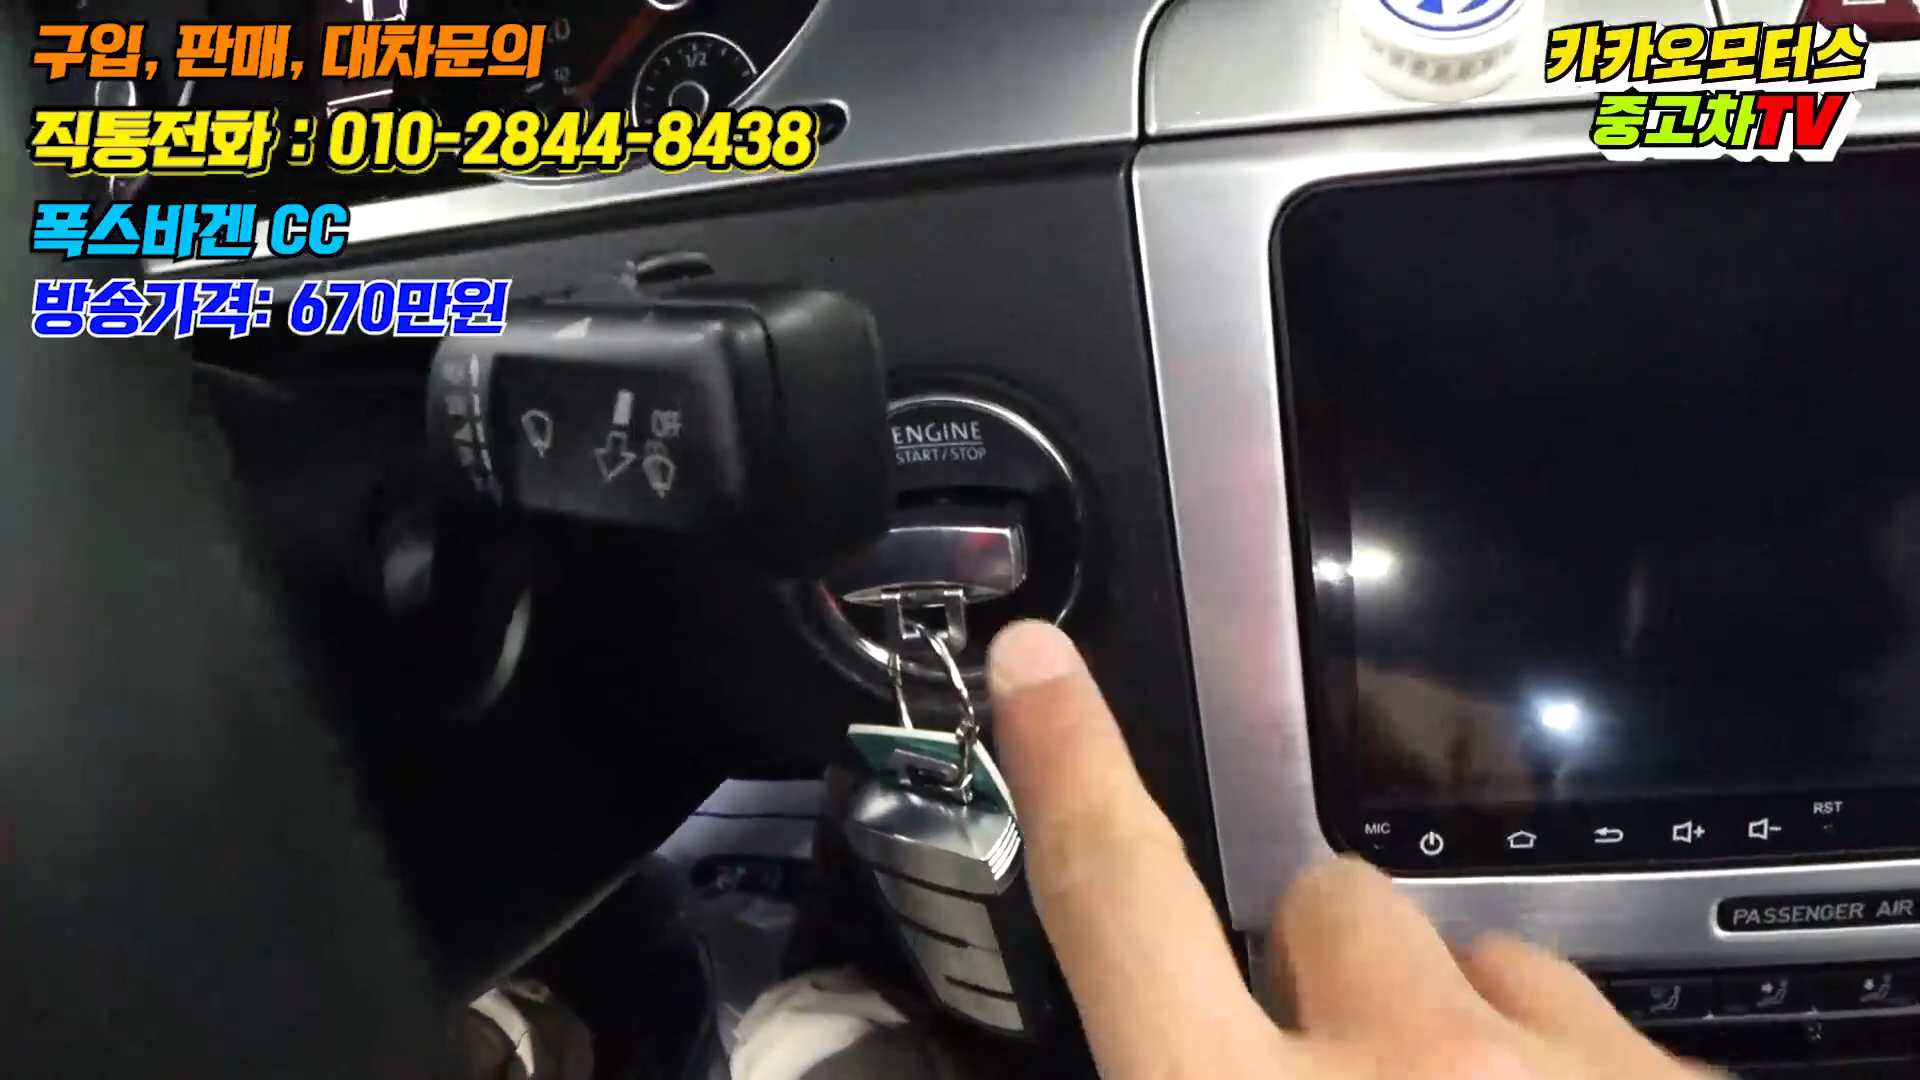 구입, 판매, 대차문의
직통전화 : 010-2844-8438
폭스바겐 CC
방송가격: 670만원
카카오모터스
중고차TV
1/2
ENGINE
START/STOP
OFF
MIC
RST
PASSENGER AIR